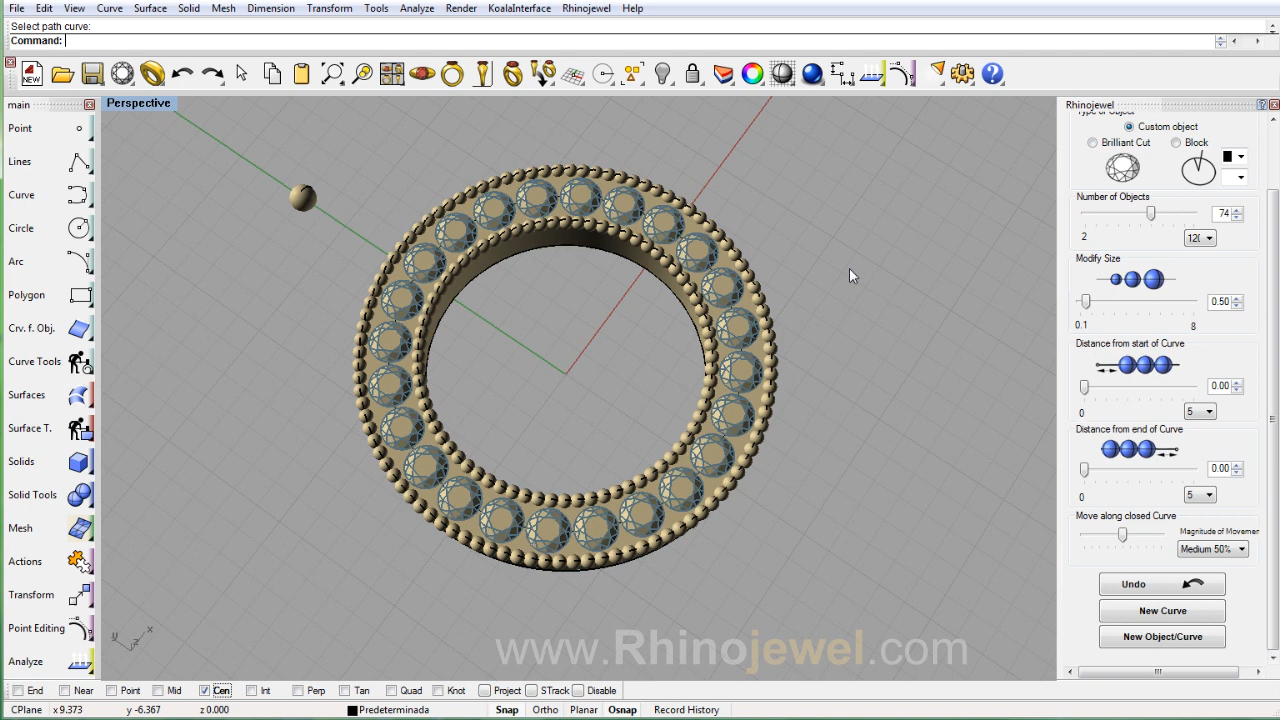 File Edit View Curve Surface Solid Mesh Dimension Transform Tools Analyze Render KoalaInterface Rhinojewel Help
Select path curve:
Command:
NEW
main
Perspective
Rhinojewel
Point
Lines
Curve
Circle
Arc
Polygon
Crv. f. Obj.
Curve Tools
Surfaces
Surface T.
Solids
Solid Tools
Mesh
Actions
Transform
Point Editing
Analyze
y x
z
www.Rhinojewel.com
Type of Object
Custom object
Brilliant Cut Block
Number of Objects
74
2 120
Modify Size
0.50
0.1 8
Distance from start of Curve
0.00
0 5
Distance from end of Curve
0.00
0 5
Move along closed Curve
Magnitude of Movemen
Medium 50%
Undo
New Curve
New Object/Curve
End Near Point Mid Cen Int Perp Tan Quad Knot Project STrack Disable
CPlane x 9.373 y -6.367 z 0.000 Predeterminada Snap Ortho Planar Osnap Record History